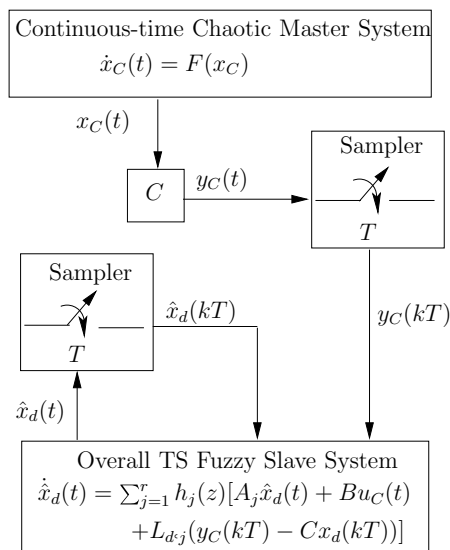 Continuous-time Chaotic Master System
ẋ_C(t) = F(x_C)
x_C(t)
C
y_C(t)
Sampler
T
Sampler
T
x̂_d(kT)
y_C(kT)
x̂_d(t)
Overall TS Fuzzy Slave System
ẋ̂_d(t) = ∑_{j=1}^{r} h_j(z)[A_j x̂_d(t) + Bu_C(t)
+L_{d‘j}(y_C(kT) − Cx_d(kT))]